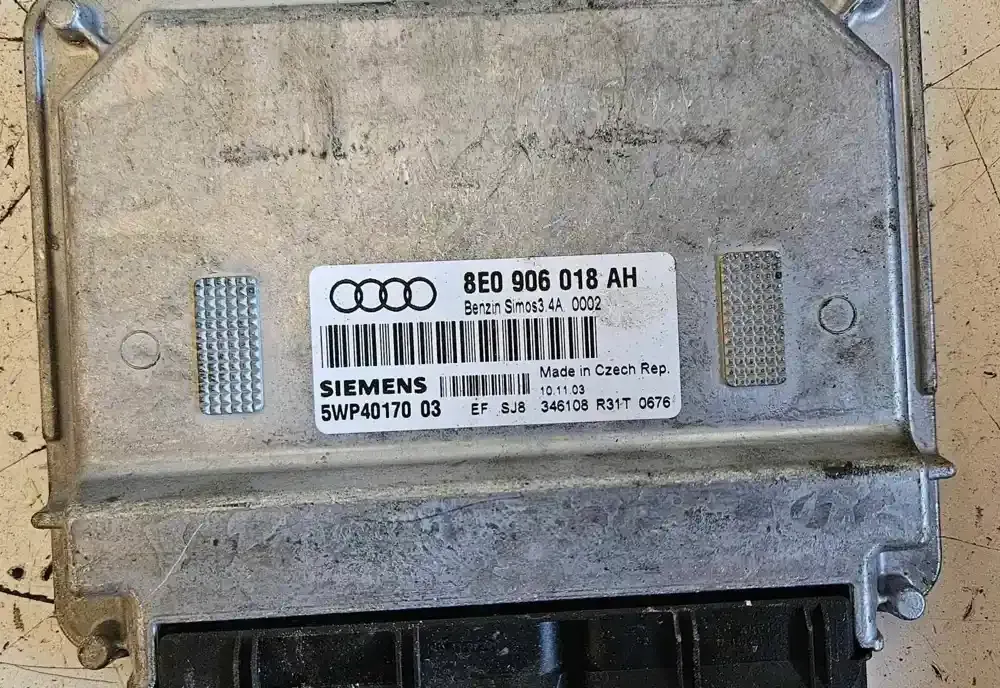 8E0 906 018 AH
Benzin Simos3.4A 0002
SIEMENS
Made in Czech Rep.
10.11.03
5WP40170 03 EF SJ8 346108 R31T 0676